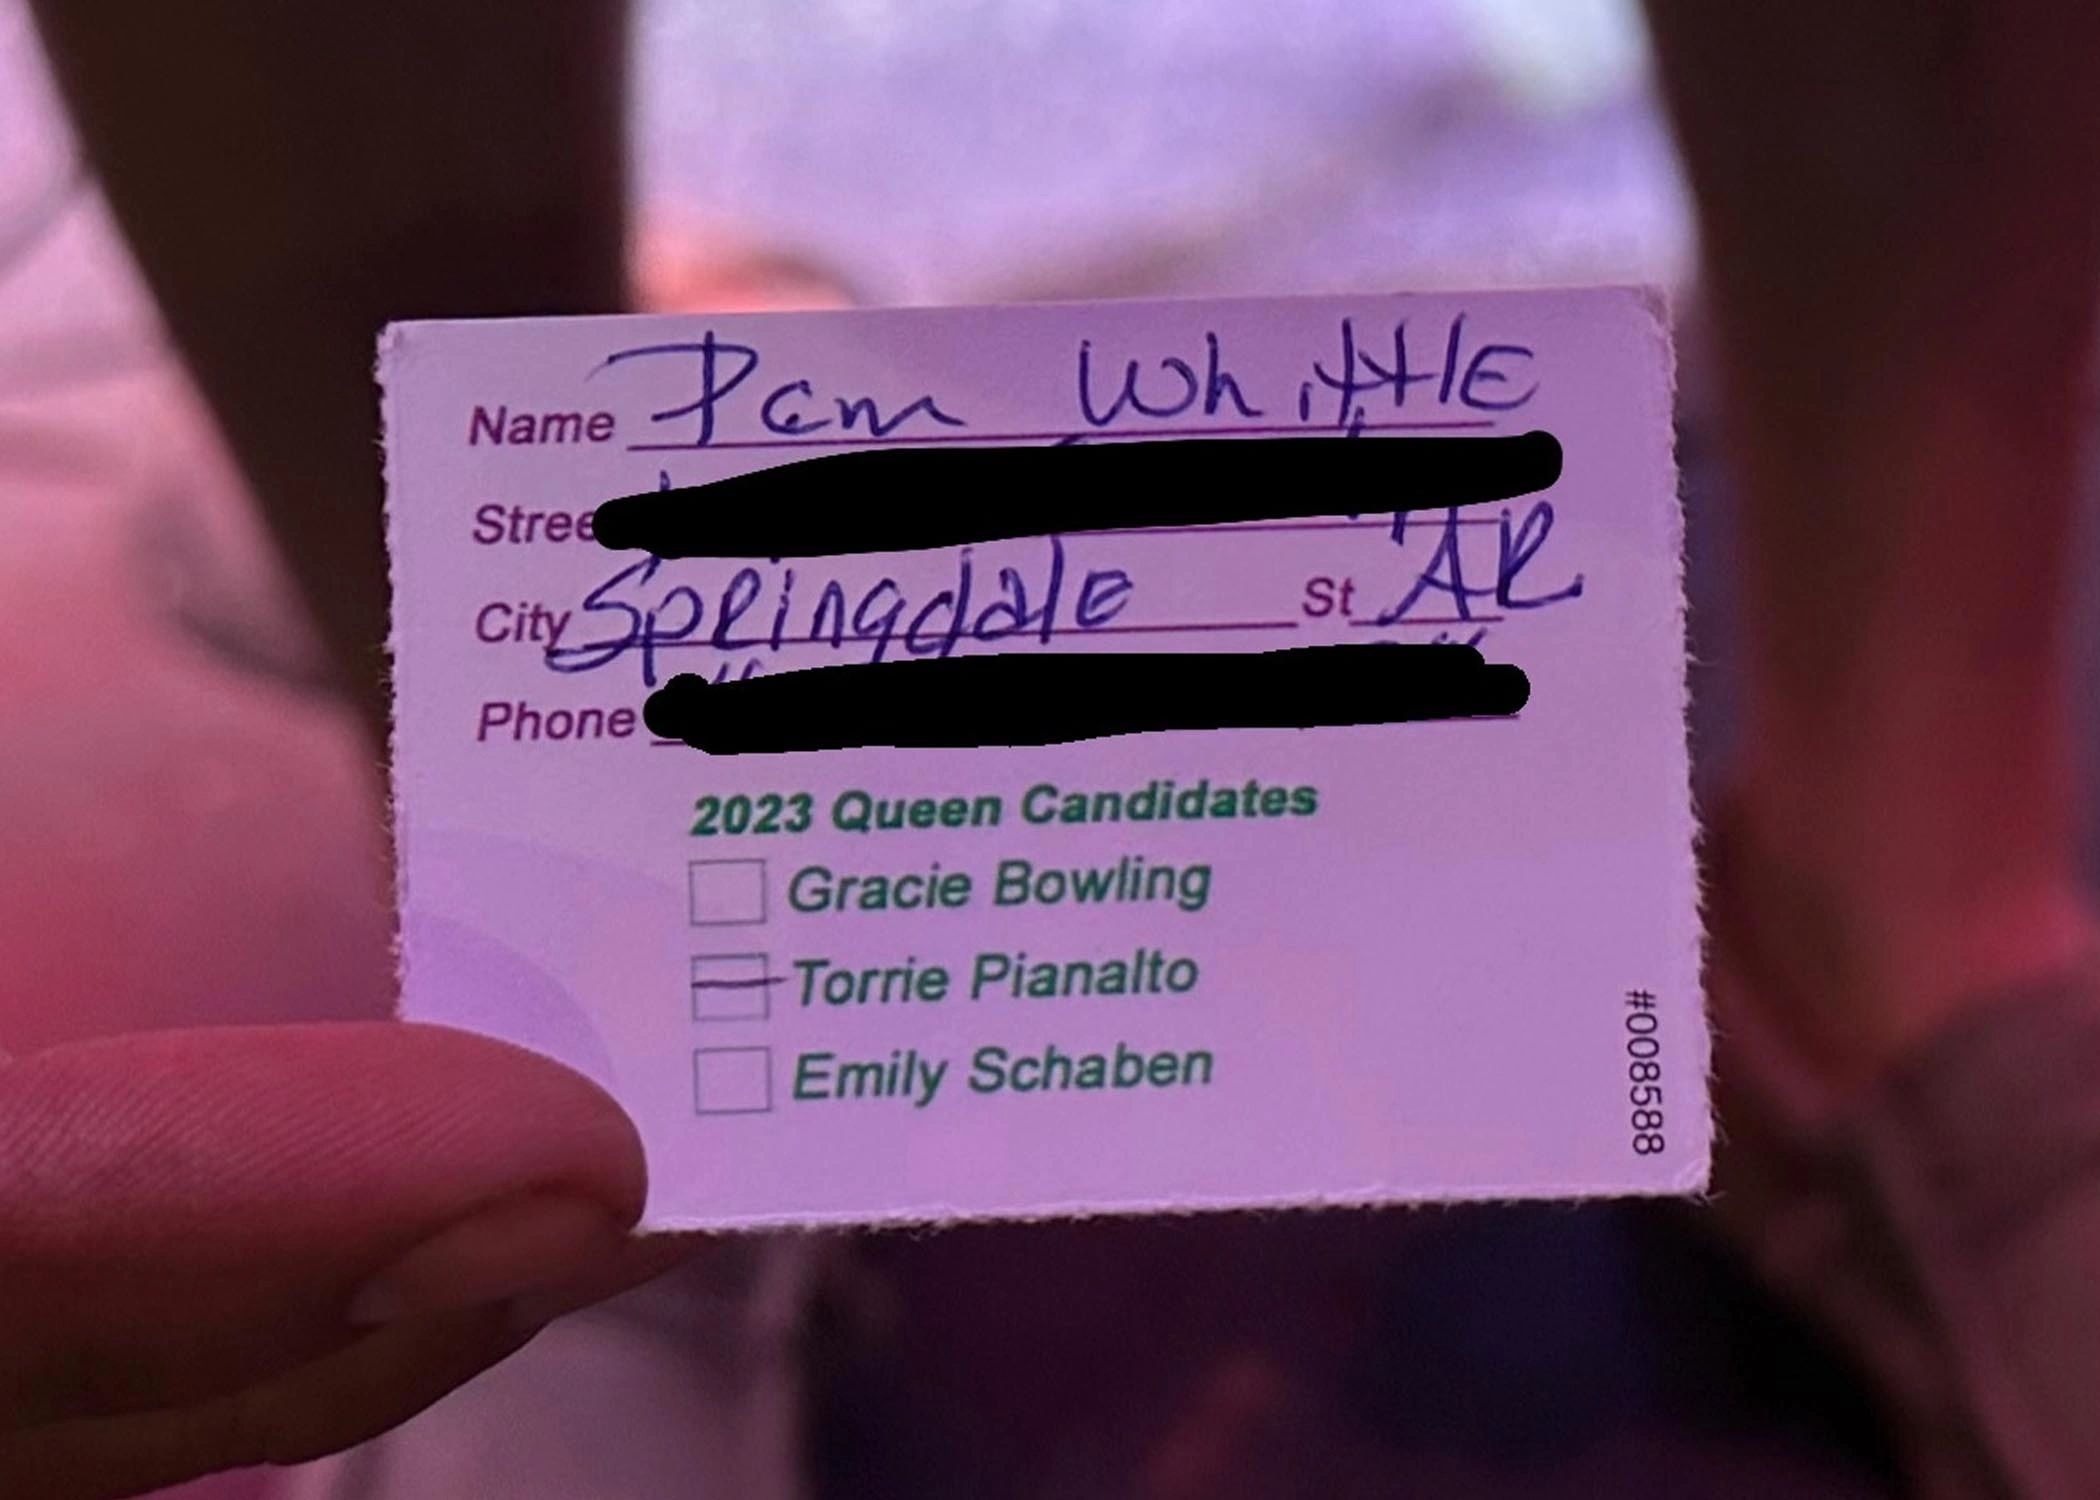 Name Pam Whittle
Stree
City Springdale St AR
Phone
2023 Queen Candidates
Gracie Bowling
Torrie Pianalto
Emily Schaben
#008588